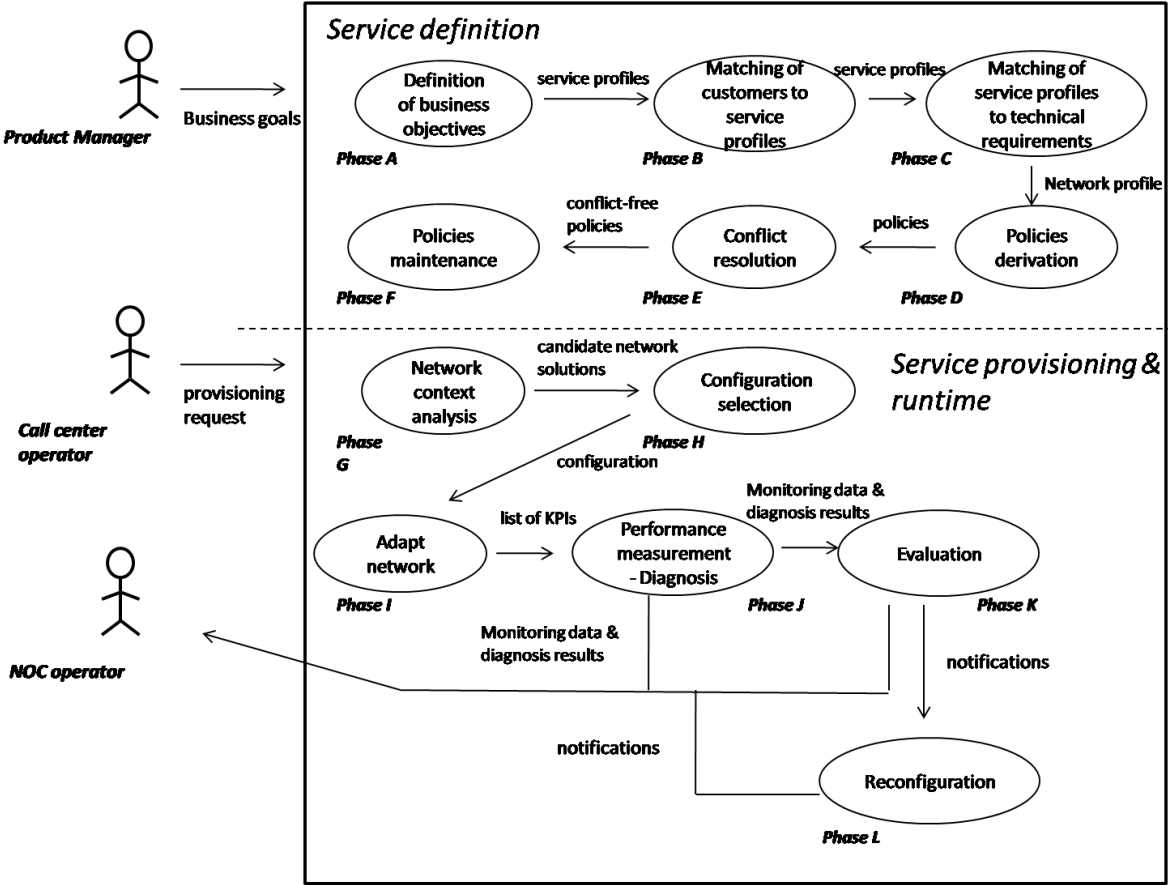 Service definition
Product Manager
Business goals
Definition
of business
objectives
Phase A
service profiles
Matching of
customers to
service
profiles
Phase B
service profiles
Matching of
service profiles
to technical
requirements
Phase C
Network profile
Policies
derivation
Phase D
policies
Conflict
resolution
Phase E
conflict-free
policies
Policies
maintenance
Phase F
Call center
operator
provisioning
request
Service provisioning &
runtime
Network
context
analysis
Phase
G
candidate network
solutions
Configuration
selection
Phase H
configuration
Adapt
network
Phase I
list of KPIs
Performance
measurement
- Diagnosis
Phase J
Monitoring data &
diagnosis results
Evaluation
Phase K
Monitoring data &
diagnosis results
NOC operator
notifications
notifications
Reconfiguration
Phase L